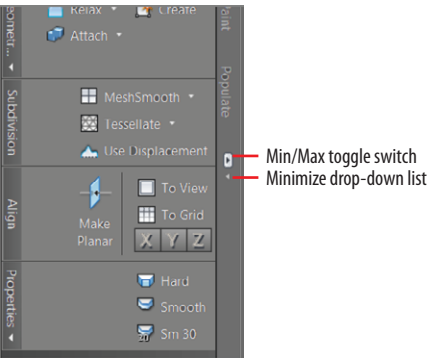 eometr...
Relax
Create
Attach
Paint
Populate
Subdivision
MeshSmooth
Tessellate
Use Displacement
Min/Max toggle switch
Minimize drop-down list
Align
Make
Planar
To View
To Grid
X Y Z
Properties
Hard
Smooth
Sm 30